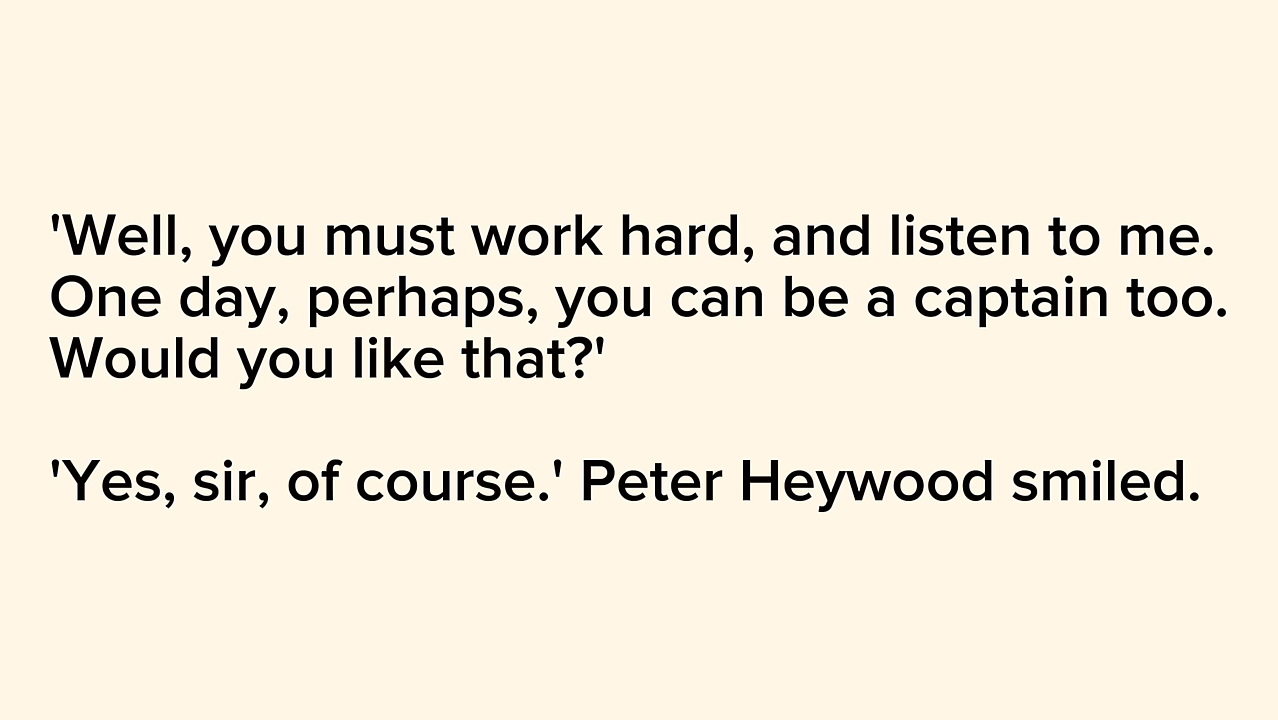 'Well, you must work hard, and listen to me.
One day, perhaps, you can be a captain too.
Would you like that?'
'Yes, sir, of course.' Peter Heywood smiled.